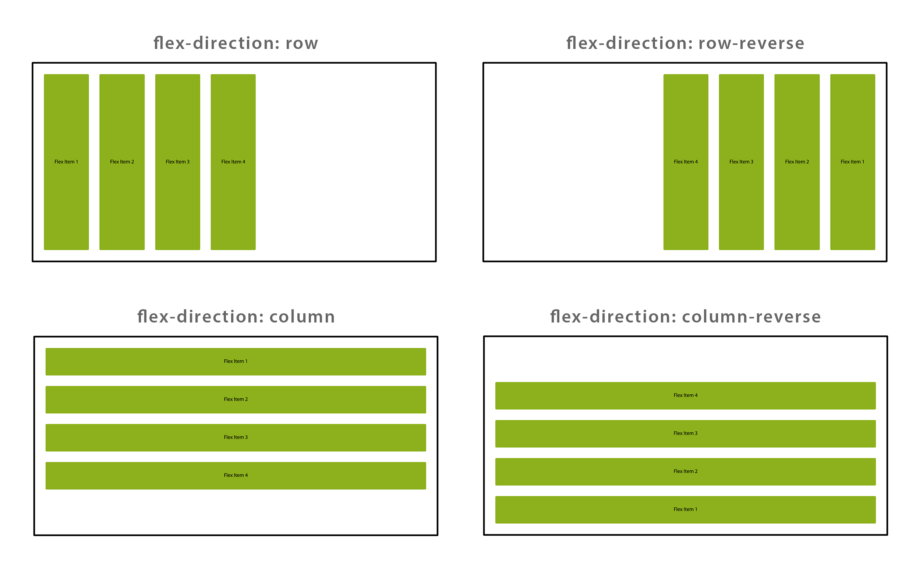 flex-direction: row
Flex Item 1
Flex Item 2
Flex Item 3
Flex Item 4
flex-direction: row-reverse
Flex Item 4
Flex Item 3
Flex Item 2
Flex Item 1
flex-direction: column
Flex Item 1
Flex Item 2
Flex Item 3
Flex Item 4
flex-direction: column-reverse
Flex Item 4
Flex Item 3
Flex Item 2
Flex Item 1